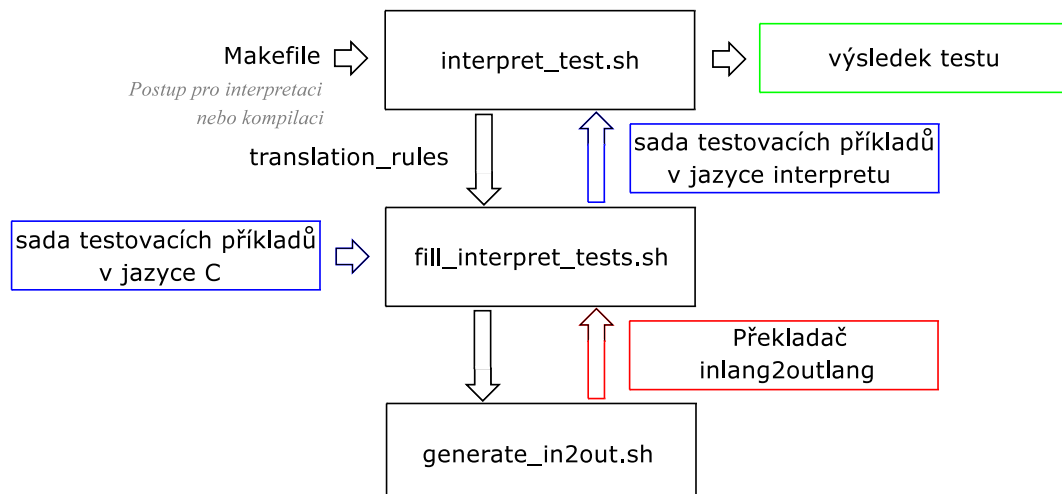 Makefile
Postup pro interpretaci
nebo kompilaci
interpret_test.sh
výsledek testu
translation_rules
sada testovacích příkladů
v jazyce interpretu
sada testovacích příkladů
v jazyce C
fill_interpret_tests.sh
Překladač
inlang2outlang
generate_in2out.sh